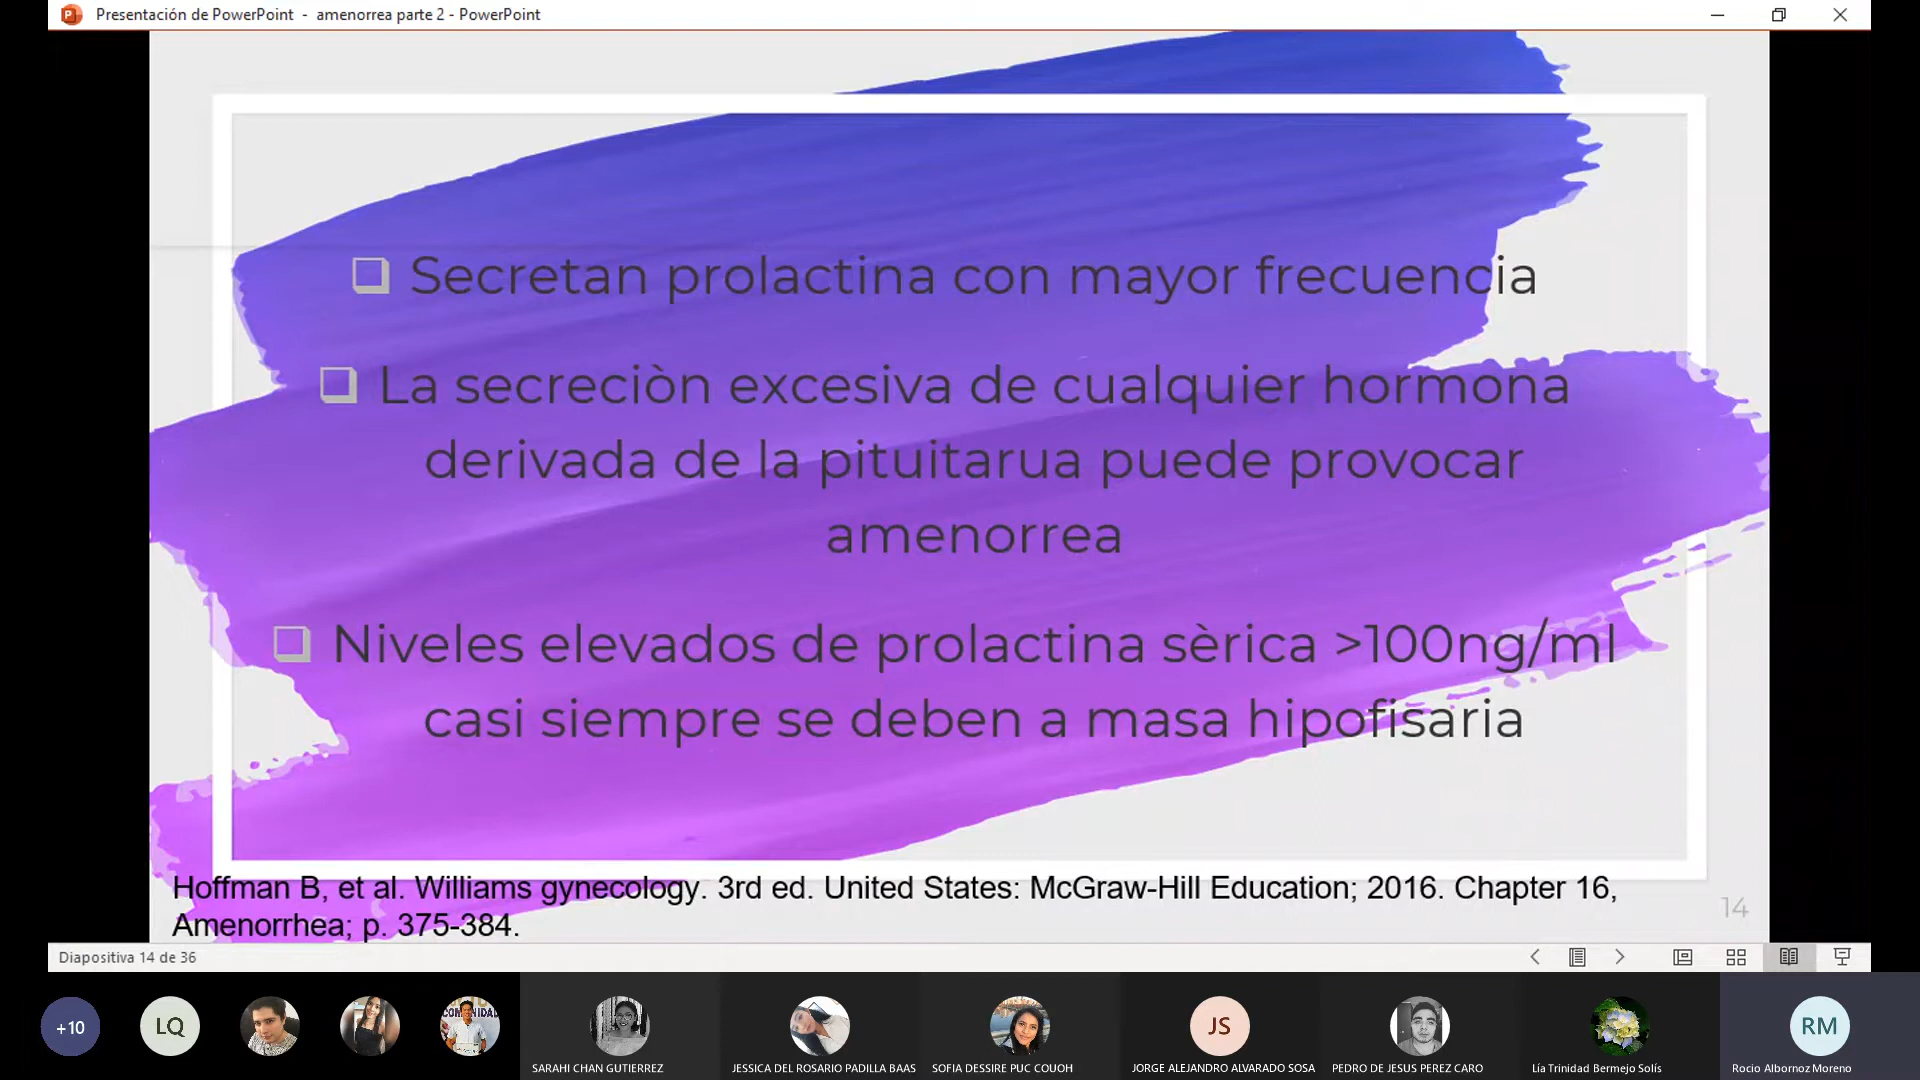 Presentación de PowerPoint - amenorrea parte 2 - PowerPoint
Secretan prolactina con mayor frecuencia
La secreciòn excesiva de cualquier hormona
derivada de la pituitarua puede provocar
amenorrea
Niveles elevados de prolactina sèrica >100ng/ml
casi siempre se deben a masa hipofisaria
Hoffman B, et al. Williams gynecology. 3rd ed. United States: McGraw-Hill Education; 2016. Chapter 16,
Amenorrhea; p. 375-384.
14
Diapositiva 14 de 36
+10
LQ
JS
RM
SARAHI CHAN GUTIERREZ
JESSICA DEL ROSARIO PADILLA BAAS
SOFIA DESSIRE PUC COUOH
JORGE ALEJANDRO ALVARADO SOSA
PEDRO DE JESUS PEREZ CARO
Lía Trinidad Bermejo Solís
Rocio Albornoz Moreno